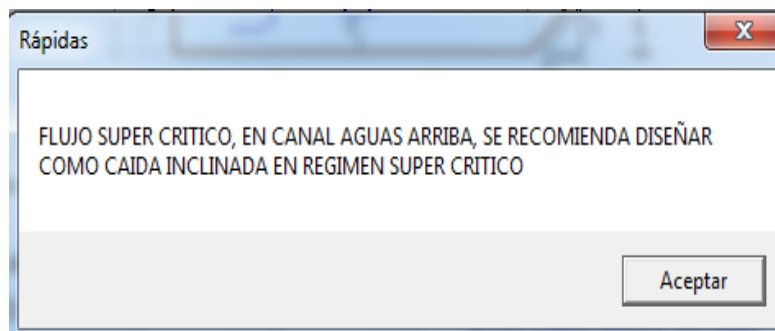 Rápidas
FLUJO SUPER CRITICO, EN CANAL AGUAS ARRIBA, SE RECOMIENDA DISEÑAR
COMO CAIDA INCLINADA EN REGIMEN SUPER CRITICO
Aceptar